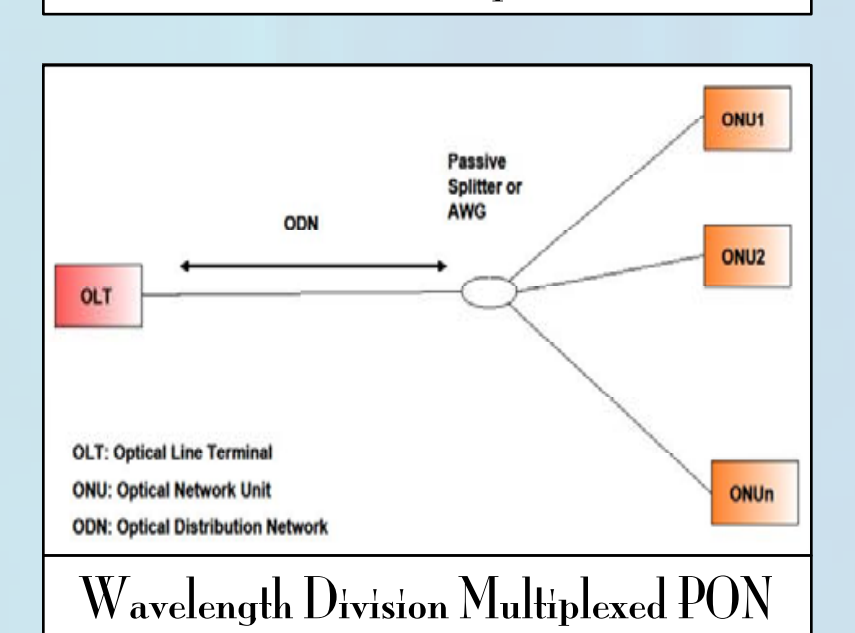 ONU1
Passive
Splitter or
AWG
ODN
ONU2
OLT
OLT: Optical Line Terminal
ONU: Optical Network Unit
ONUn
ODN: Optical Distribution Network
Wavelength Division Multiplexed PON